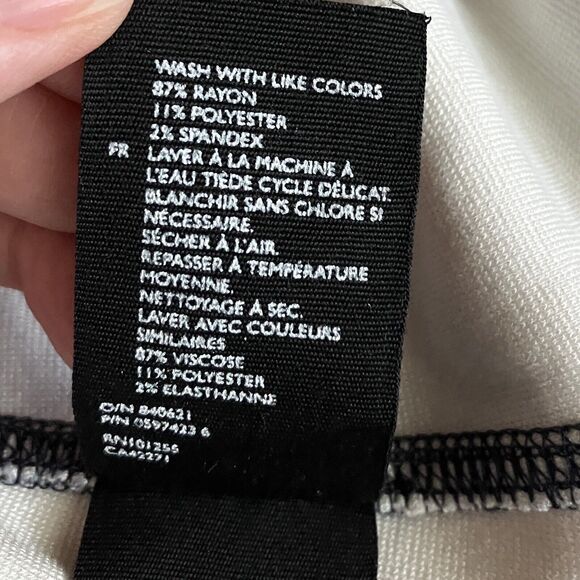 WASH WITH LIKE COLORS
87% RAYON
11% POLYESTER
2% SPANDEX
FR LAVER À LA MACHINE À
L'EAU TIÈDE CYCLE DÉLICAT.
BLANCHIR SANS CHLORE SI
NÉCESSAIRE.
SÉCHER À L'AIR.
REPASSER À TEMPÉRATURE
MOYENNE.
NETTOYAGE À SEC.
LAVER AVEC COULEURS
SIMILAIRES
87% VISCOSE
11% POLYESTER
2% ELASTHANNE
O/N 840621
P/N 0597423 6
RN101255
CA42271